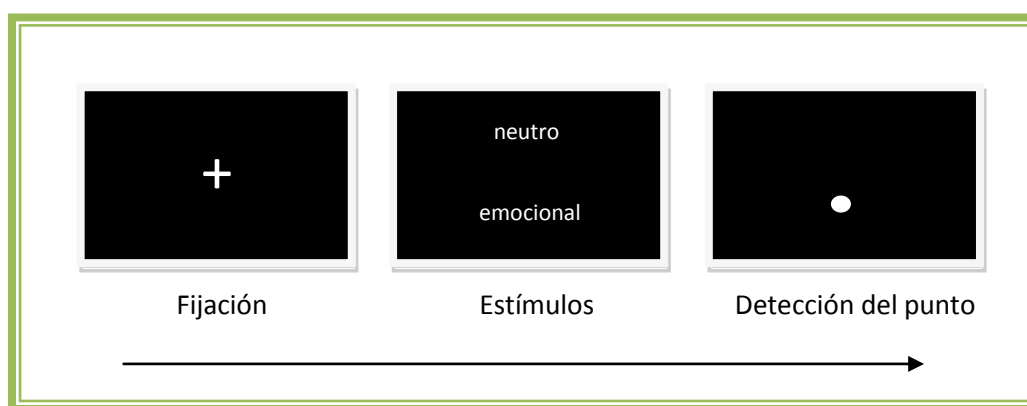 +
neutro
emocional
Fijación
Estímulos
Detección del punto